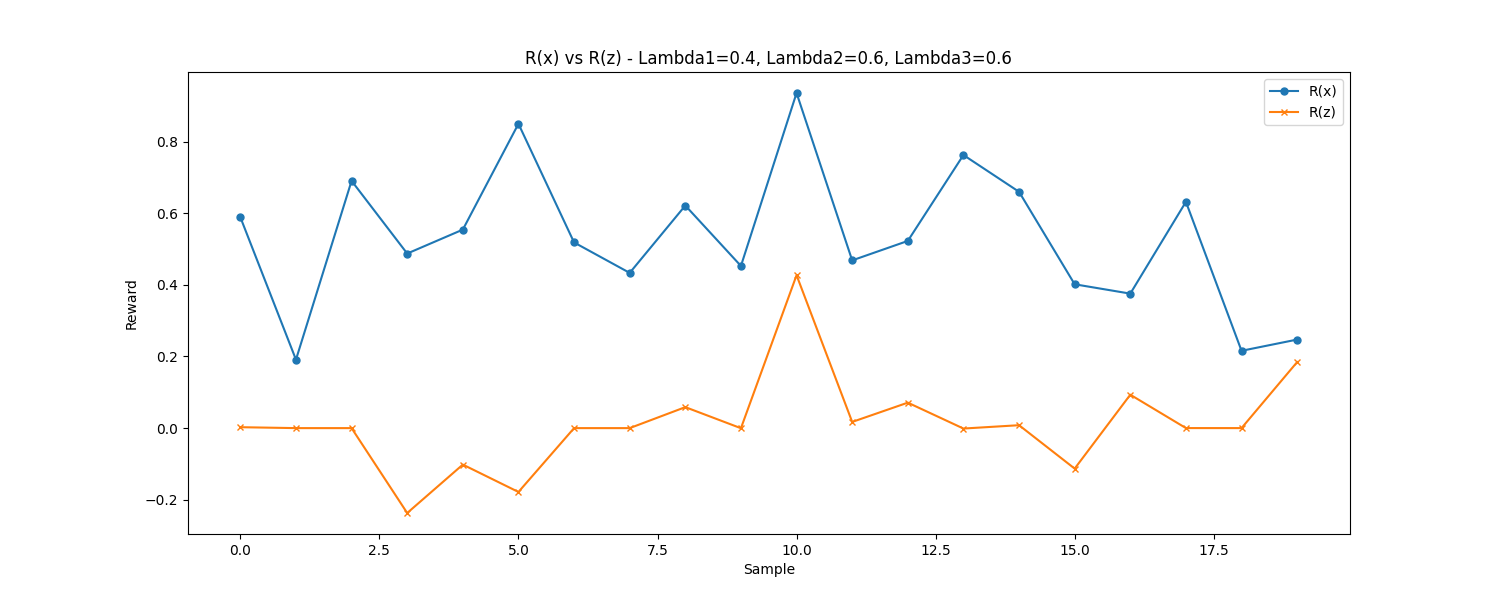 R(x) vs R(z) - Lambda1=0.4, Lambda2=0.6, Lambda3=0.6
R(x)
R(z)
0.8
0.6
0.4
0.2
0.0
−0.2
Reward
0.0 2.5 5.0 7.5 10.0 12.5 15.0 17.5
Sample